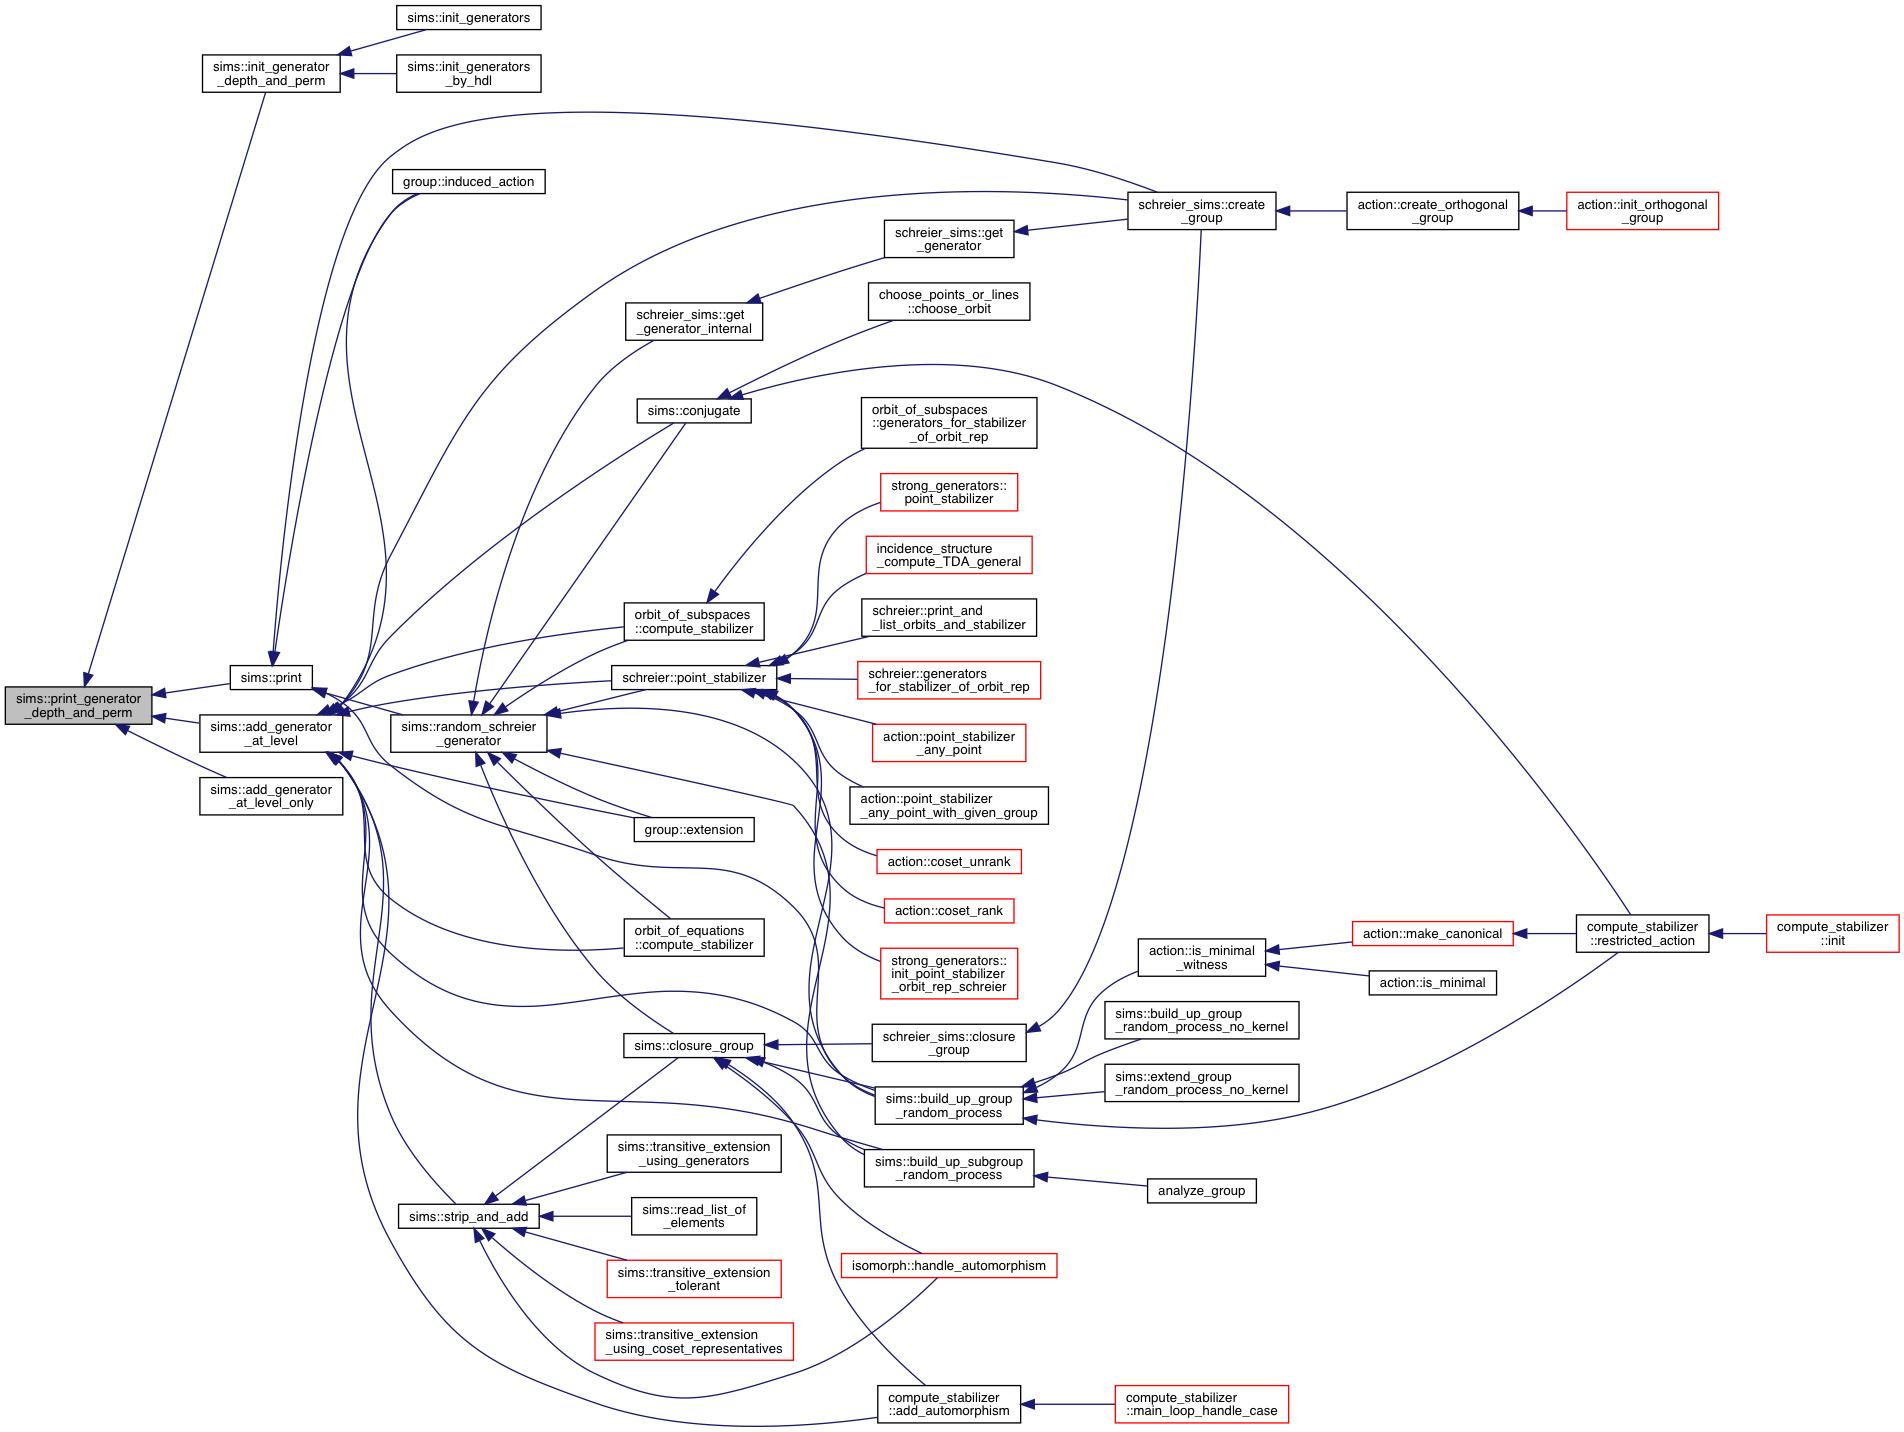 sims::init_generators
sims::init_generator
_depth_and_perm
sims::init_generators
_by_hdl
group::induced_action
schreier_sims::create
_group
action::create_orthogonal
_group
action::init_orthogonal
_group
schreier_sims::get
_generator
choose_points_or_lines
::choose_orbit
schreier_sims::get
_generator_internal
sims::conjugate
orbit_of_subspaces
::generators_for_stabilizer
_of_orbit_rep
strong_generators::
point_stabilizer
incidence_structure
_compute_TDA_general
orbit_of_subspaces
::compute_stabilizer
schreier::print_and
_list_orbits_and_stabilizer
sims::print
schreier::point_stabilizer
schreier::generators
_for_stabilizer_of_orbit_rep
sims::print_generator
_depth_and_perm
sims::add_generator
_at_level
sims::random_schreier
_generator
action::point_stabilizer
_any_point
sims::add_generator
_at_level_only
action::point_stabilizer
_any_point_with_given_group
group::extension
action::coset_unrank
action::coset_rank
orbit_of_equations
::compute_stabilizer
action::make_canonical
compute_stabilizer
::restricted_action
compute_stabilizer
::init
action::is_minimal
_witness
strong_generators::
init_point_stabilizer
_orbit_rep_schreier
action::is_minimal
sims::build_up_group
_random_process_no_kernel
sims::closure_group
schreier_sims::closure
_group
sims::extend_group
_random_process_no_kernel
sims::build_up_group
_random_process
sims::transitive_extension
_using_generators
sims::build_up_subgroup
_random_process
analyze_group
sims::strip_and_add
sims::read_list_of
_elements
isomorph::handle_automorphism
sims::transitive_extension
_tolerant
sims::transitive_extension
_using_coset_representatives
compute_stabilizer
::add_automorphism
compute_stabilizer
::main_loop_handle_case